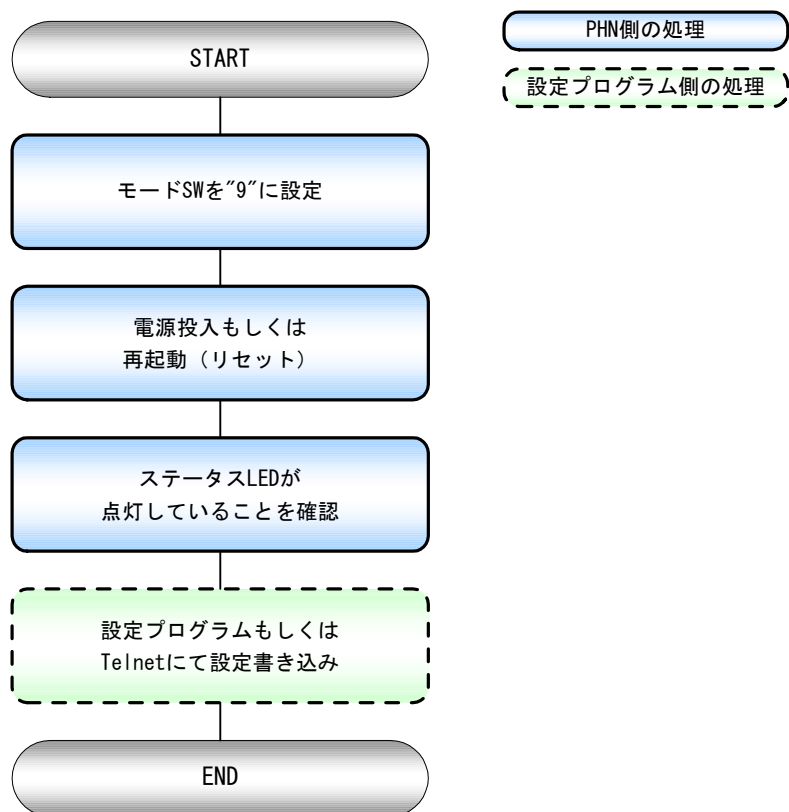 START
モードSWを"9"に設定
電源投入もしくは
再起動（リセット）
ステータスLEDが
点灯していることを確認
設定プログラムもしくは
Telnetにて設定書き込み
END
PHN側の処理
設定プログラム側の処理